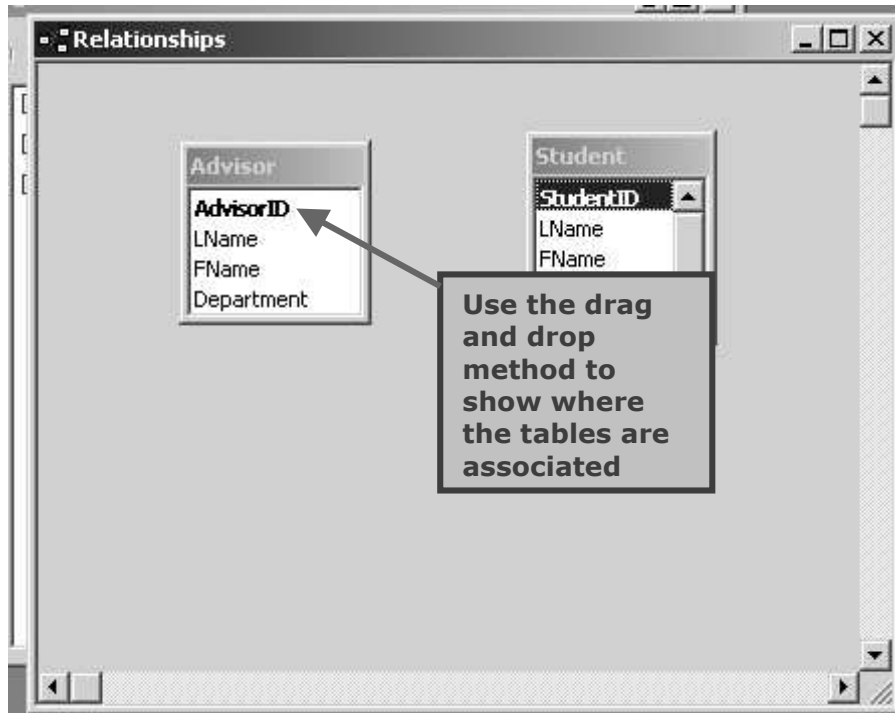 Relationships
Advisor
AdvisorID
LName
FName
Department
Student
StudentID
LName
FName
Use the drag
and drop
method to
show where
the tables are
associated